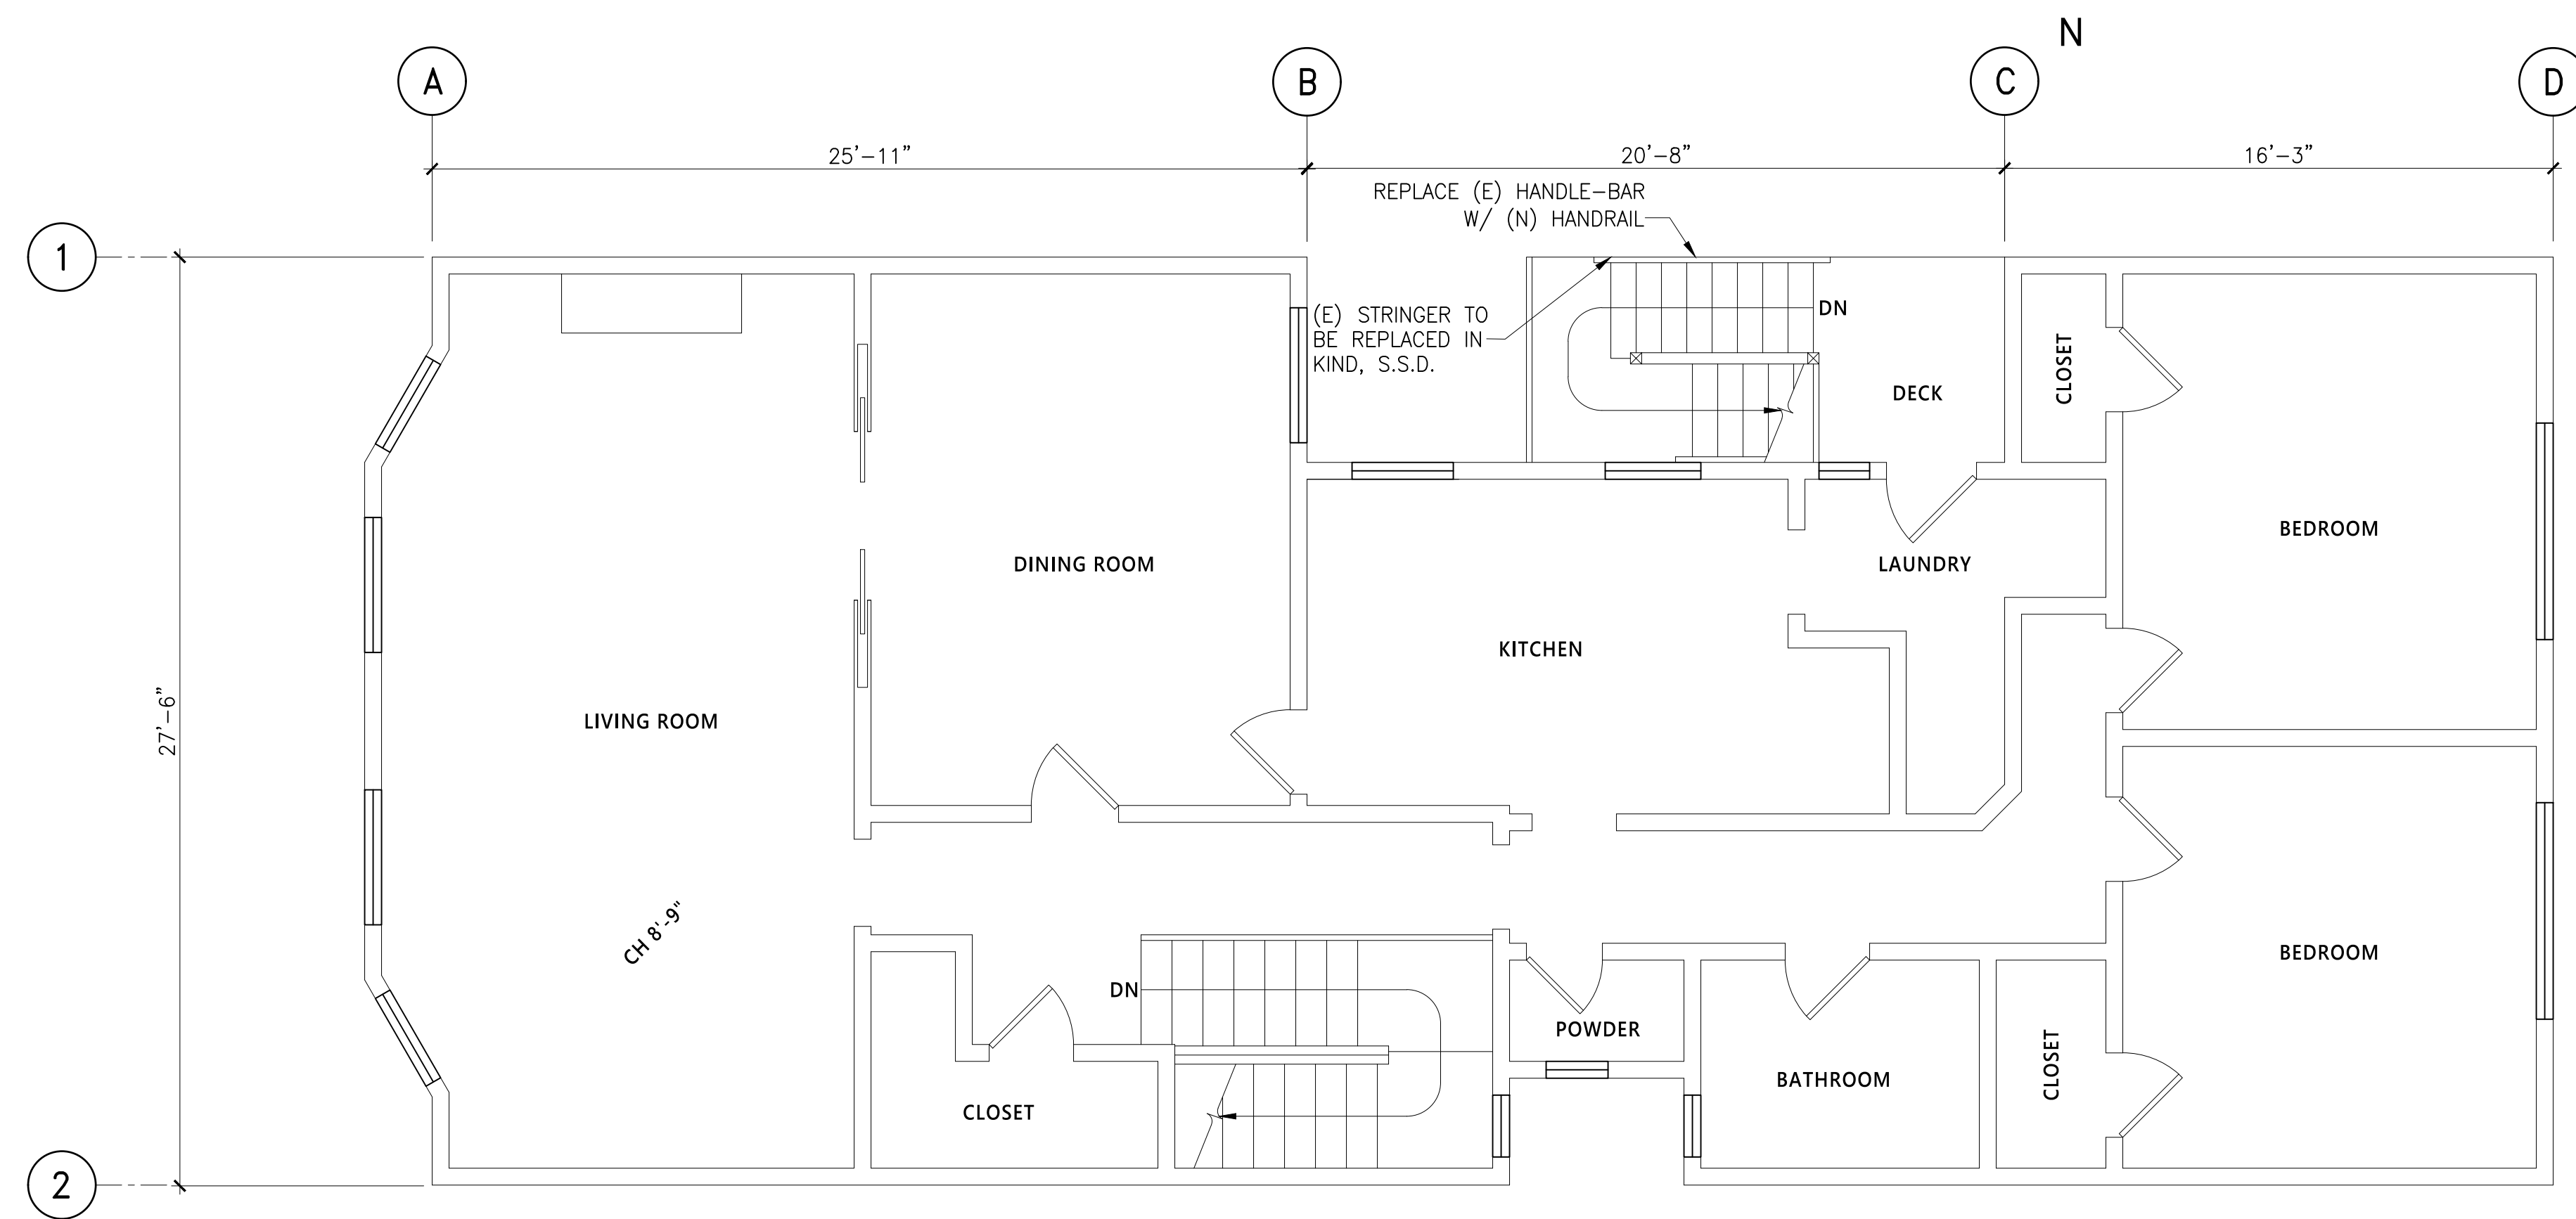 N
A
B
C
D
25’-11”
20’-8”
16’-3”
REPLACE (E) HANDLE-BAR
W/ (N) HANDRAIL
1
(E) STRINGER TO
BE REPLACED IN
KIND, S.S.D.
DN
DECK
CLOSET
BEDROOM
DINING ROOM
LAUNDRY
KITCHEN
LIVING ROOM
27’-6”
CH 8'-9"
DN
POWDER
BATHROOM
CLOSET
BEDROOM
CLOSET
2